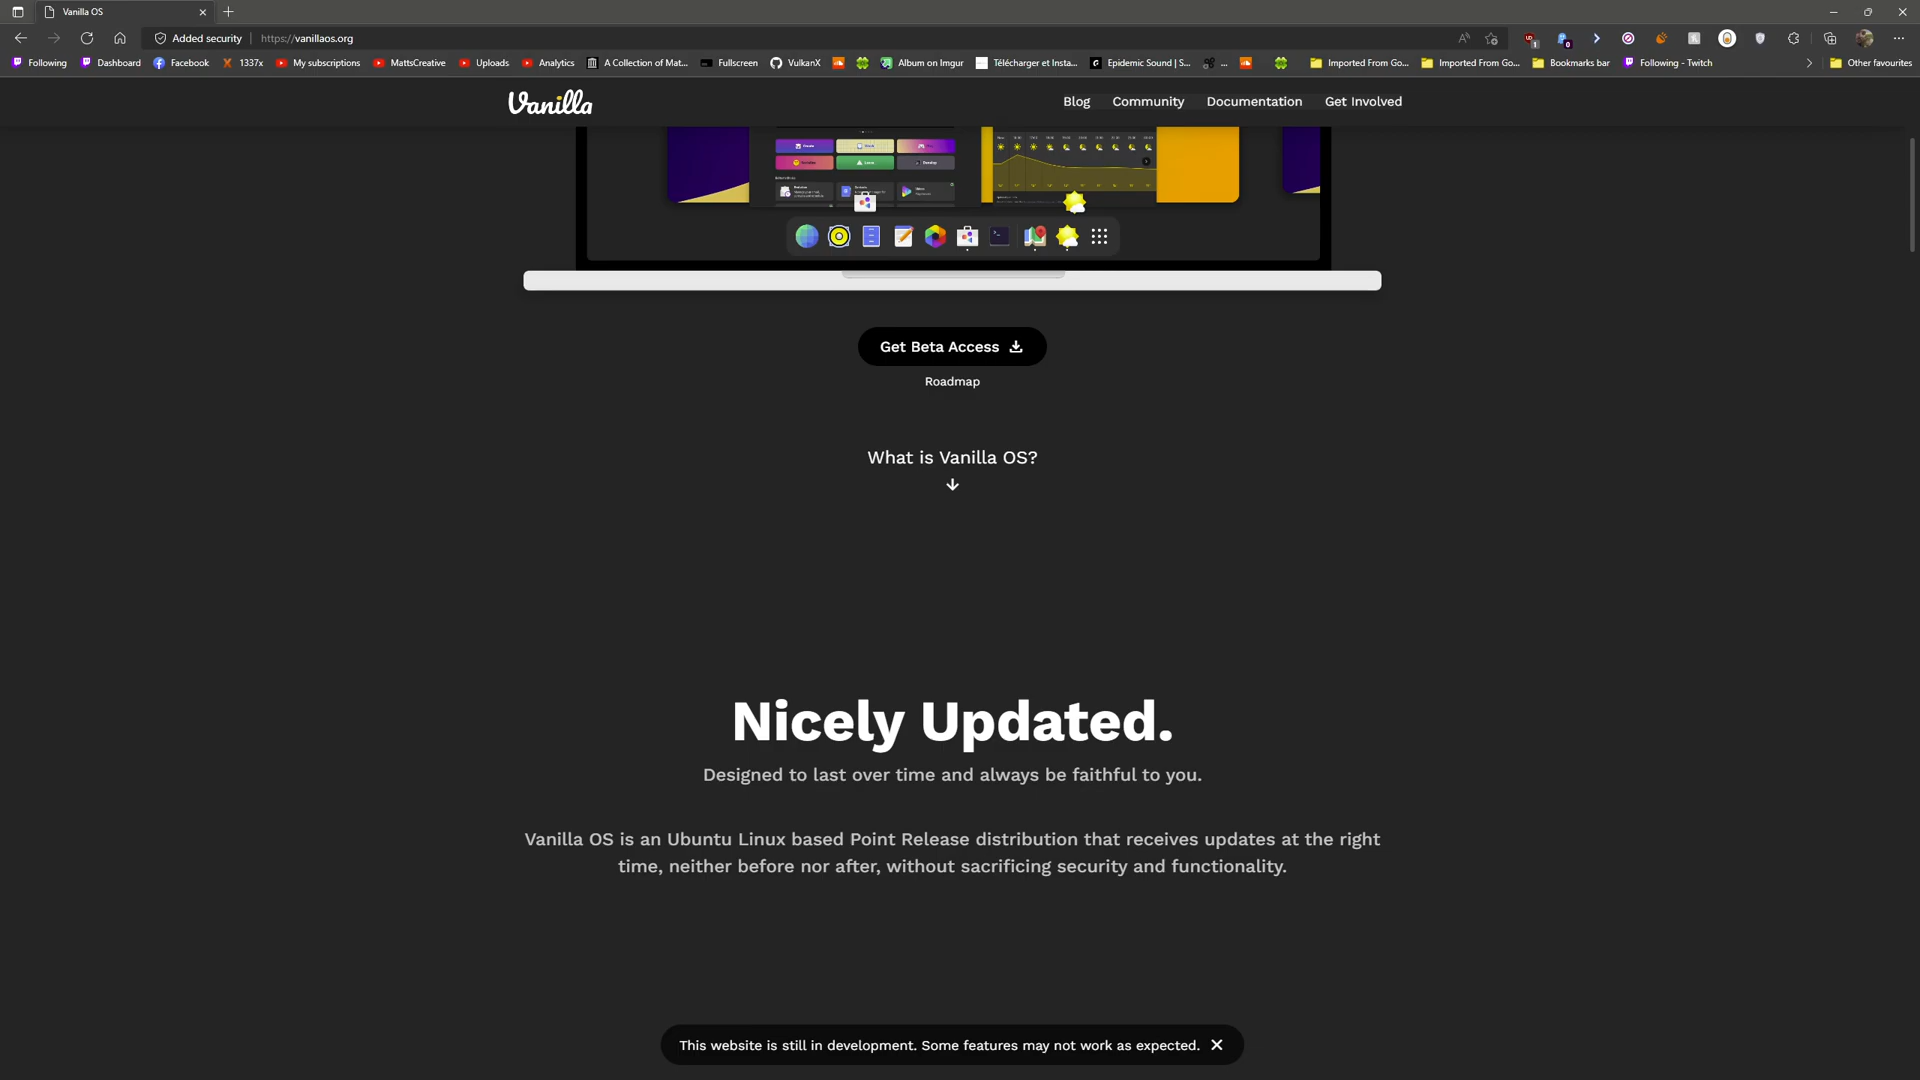 Vanilla OS
Added security
https://vanillaos.org
Following
Dashboard
Facebook
1337x
My subscriptions
MattsCreative
Uploads
Analytics
A Collection of Mat...
Fullscreen
VulkanX
Album on Imgur
Télécharger et Insta...
Epidemic Sound | S...
...
Imported From Go...
Imported From Go...
Bookmarks bar
Following - Twitch
Other favourites
Vanilla
Blog
Community
Documentation
Get Involved
Get Beta Access
Roadmap
What is Vanilla OS?
Nicely Updated.
Designed to last over time and always be faithful to you.
Vanilla OS is an Ubuntu Linux based Point Release distribution that receives updates at the right
time, neither before nor after, without sacrificing security and functionality.
This website is still in development. Some features may not work as expected.